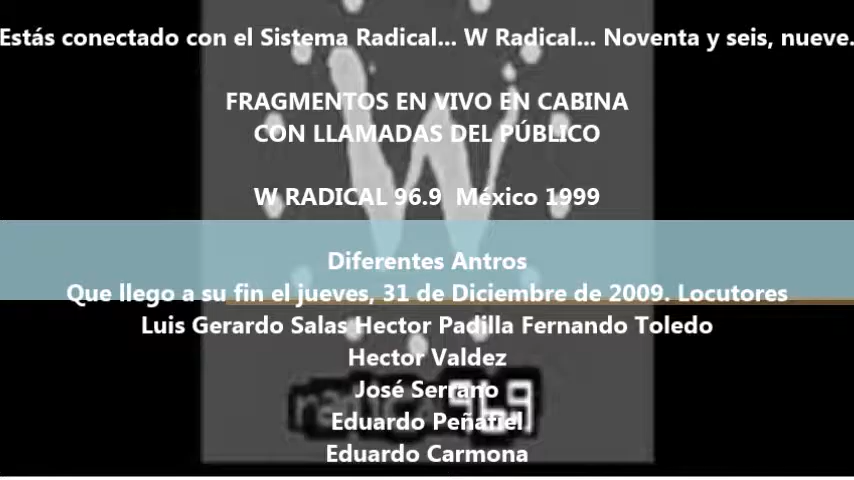 Estás conectado con el Sistema Radical... W Radical... Noventa y seis, nueve.
FRAGMENTOS EN VIVO EN CABINA
CON LLAMADAS DEL PÚBLICO
W RADICAL 96.9 México 1999
Diferentes Antros
Que llego a su fin el jueves, 31 de Diciembre de 2009. Locutores
Luis Gerardo Salas Hector Padilla Fernando Toledo
Hector Valdez
José Serrano
Eduardo Peñafiel
Eduardo Carmona
W
radical 969